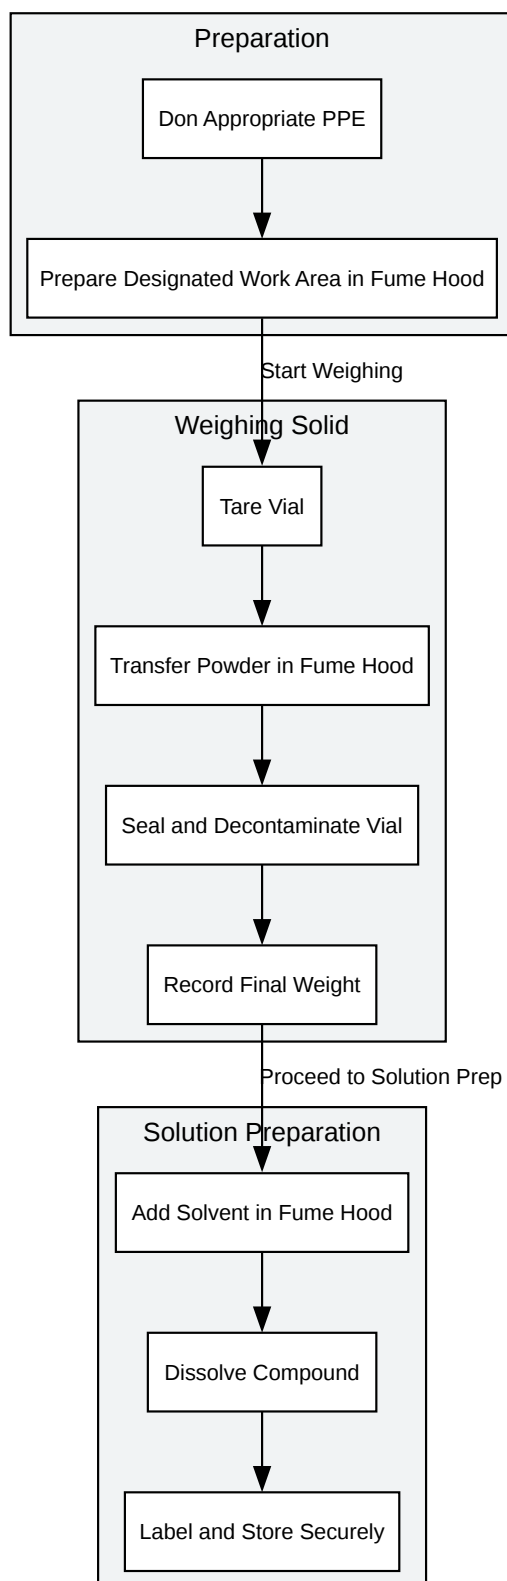 Preparation
Don Appropriate PPE
Prepare Designated Work Area in Fume Hood
Start Weighing
Weighing Solid
Tare Vial
Transfer Powder in Fume Hood
Seal and Decontaminate Vial
Record Final Weight
Proceed to Solution Prep
Solution Preparation
Add Solvent in Fume Hood
Dissolve Compound
Label and Store Securely